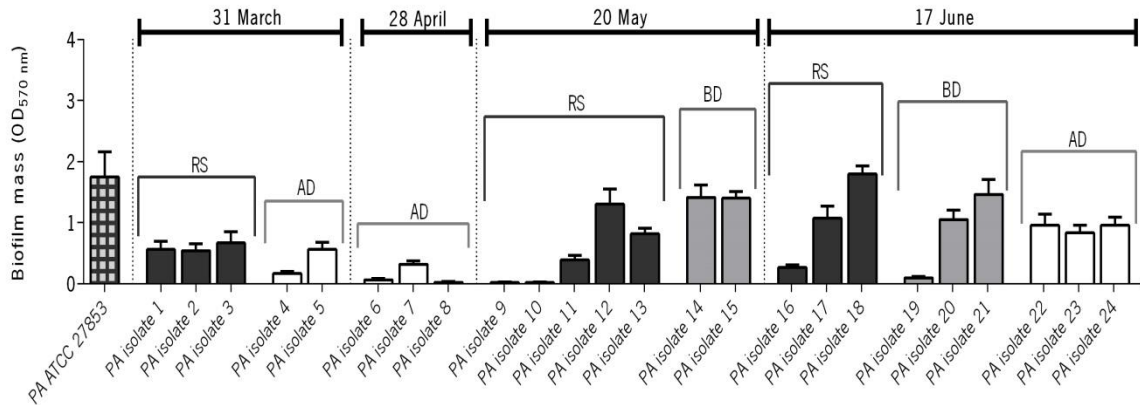 31 March
28 April
20 May
17 June
Biofilm mass (OD570 nm)
4
3
2
1
0
RS
AD
AD
RS
BD
RS
BD
AD
PA ATCC 27853
PA isolate 1
PA isolate 2
PA isolate 3
PA isolate 4
PA isolate 5
PA isolate 6
PA isolate 7
PA isolate 8
PA isolate 9
PA isolate 10
PA isolate 11
PA isolate 12
PA isolate 13
PA isolate 14
PA isolate 15
PA isolate 16
PA isolate 17
PA isolate 18
PA isolate 19
PA isolate 20
PA isolate 21
PA isolate 22
PA isolate 23
PA isolate 24